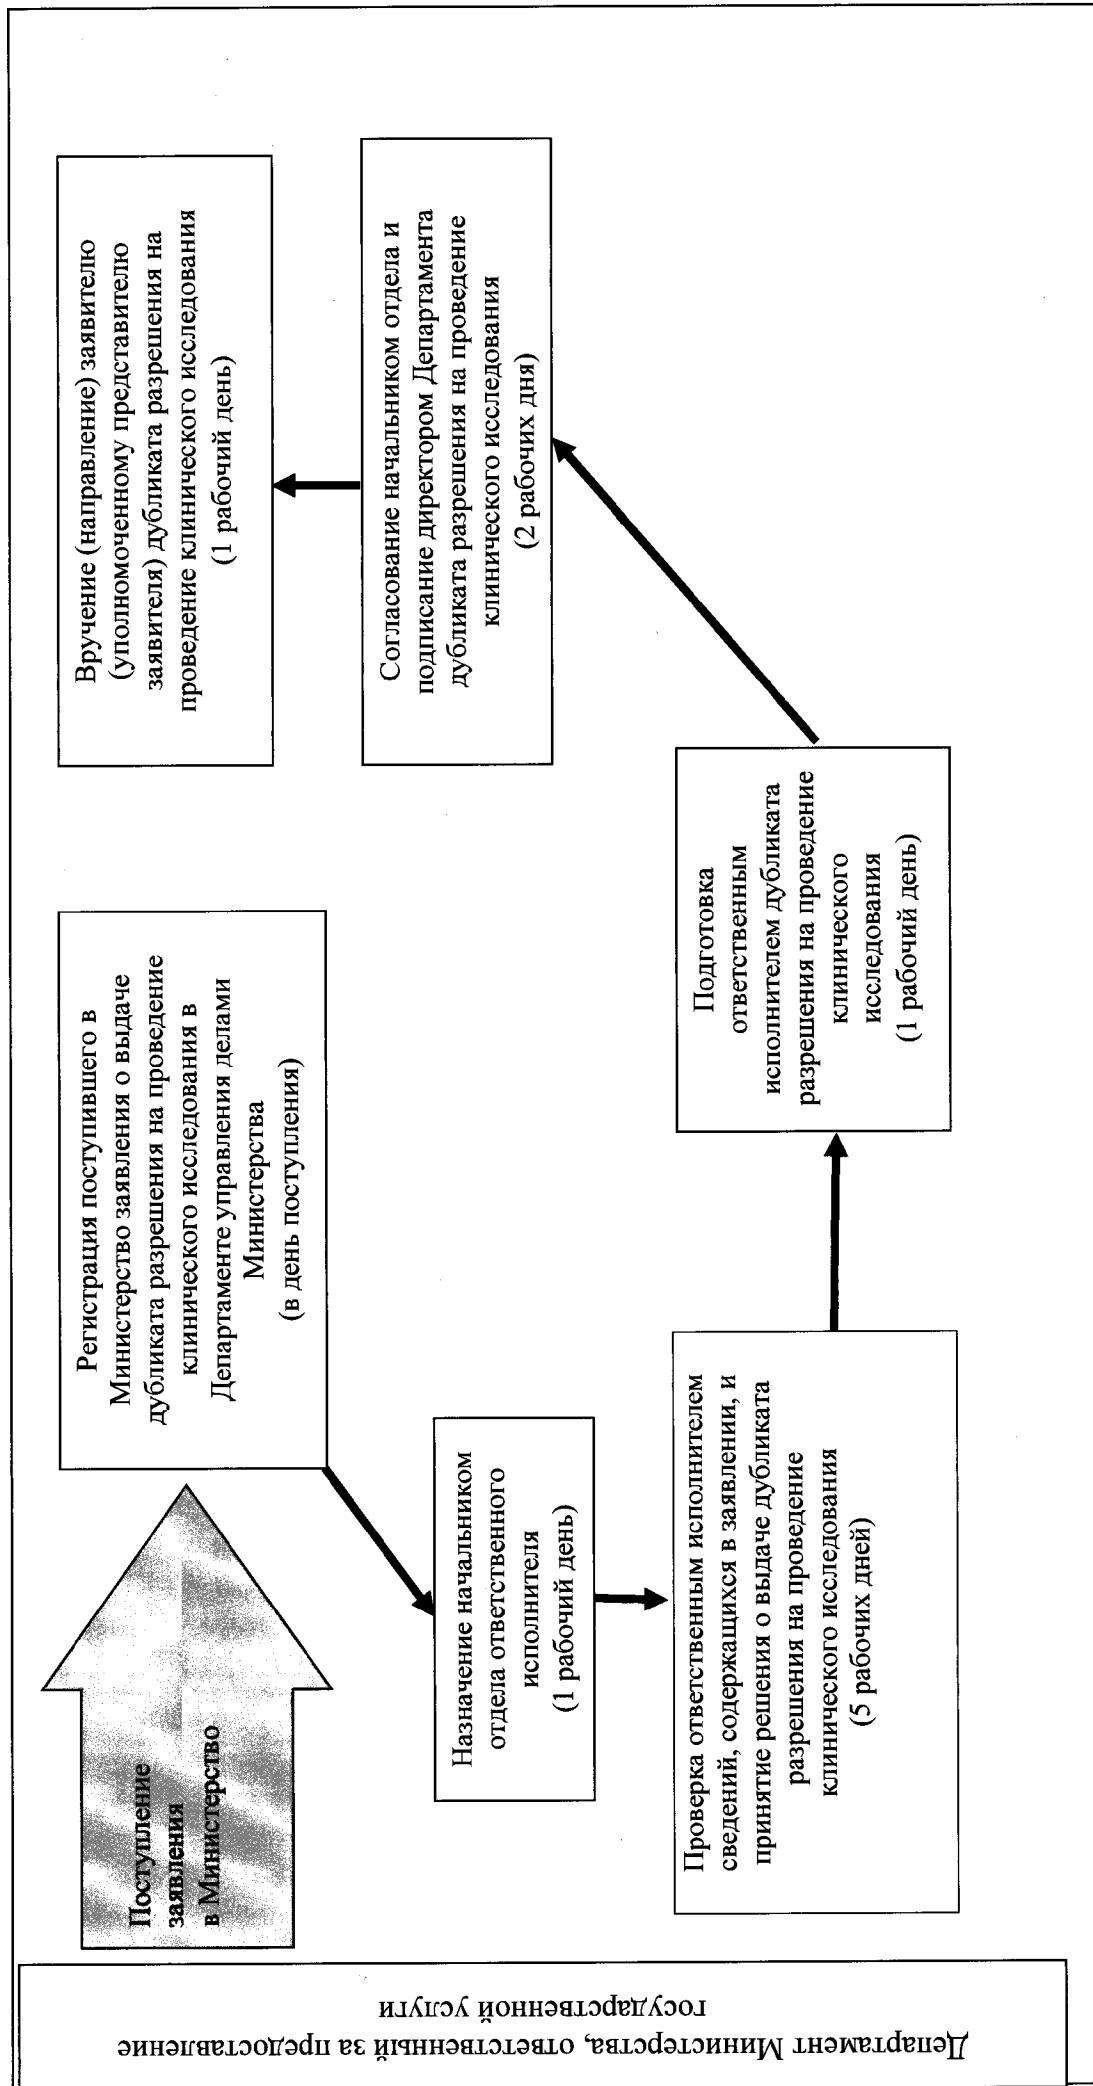 Департамент Министерства, ответственный за предоставление
государственной услуги
Поступление
заявления
в Министерство
Регистрация поступившего в
Министерство заявления о выдаче
дубликата разрешения на проведение
клинического исследования в
Департаменте управления делами
Министерства
(в день поступления)
Назначение начальником
отдела ответственного
исполнителя
(1 рабочий день)
Проверка ответственным исполнителем
сведений, содержащихся в заявлении, и
принятие решения о выдаче дубликата
разрешения на проведение
клинического исследования
(5 рабочих дней)
Подготовка
ответственным
исполнителем дубликата
разрешения на проведение
клинического
исследования
(1 рабочий день)
Согласование начальником отдела и
подписание директором Департамента
дубликата разрешения на проведение
клинического исследования
(2 рабочих дня)
Вручение (направление) заявителю
(уполномоченному представителю
заявителя) дубликата разрешения на
проведение клинического исследования
(1 рабочий день)